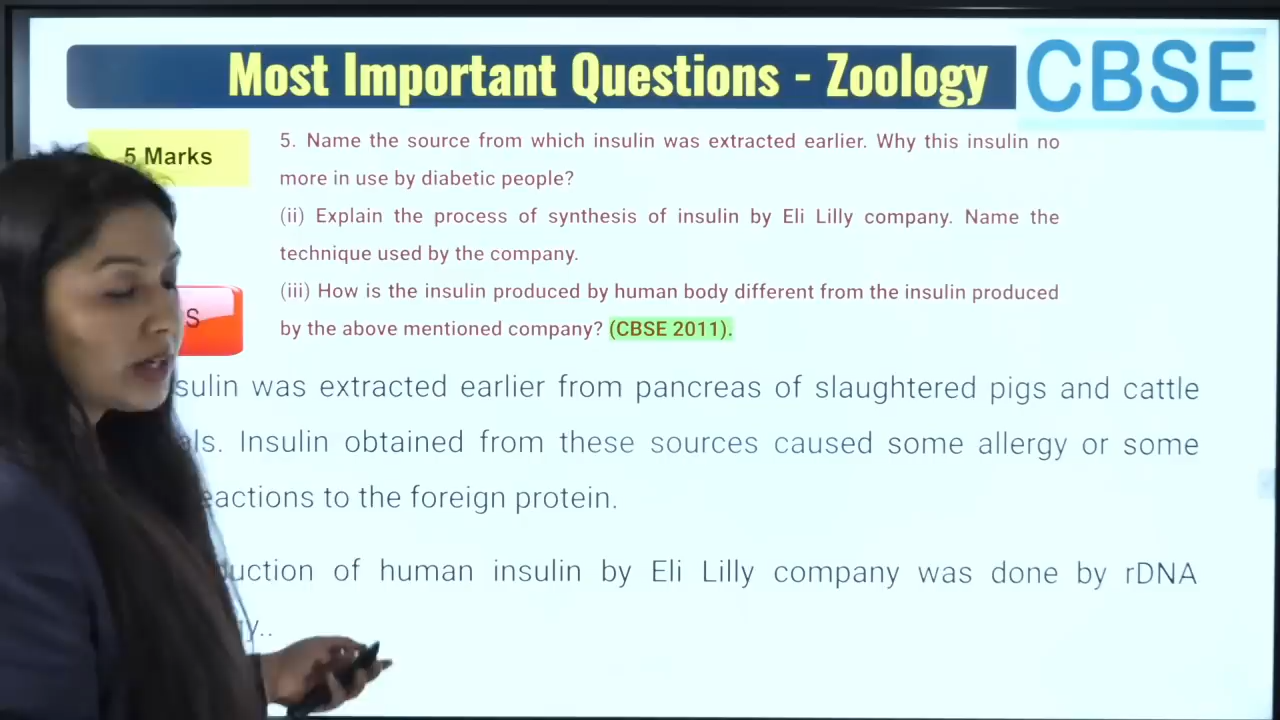 Most Important Questions - Zoology
CBSE
5 Marks
5. Name the source from which insulin was extracted earlier. Why this insulin no
more in use by diabetic people?
(ii) Explain the process of synthesis of insulin by Eli Lilly company. Name the
technique used by the company.
(iii) How is the insulin produced by human body different from the insulin produced
by the above mentioned company? (CBSE 2011).
S
sulin was extracted earlier from pancreas of slaughtered pigs and cattle
als. Insulin obtained from these sources caused some allergy or some
eactions to the foreign protein.
uction of human insulin by Eli Lilly company was done by rDNA
gy..